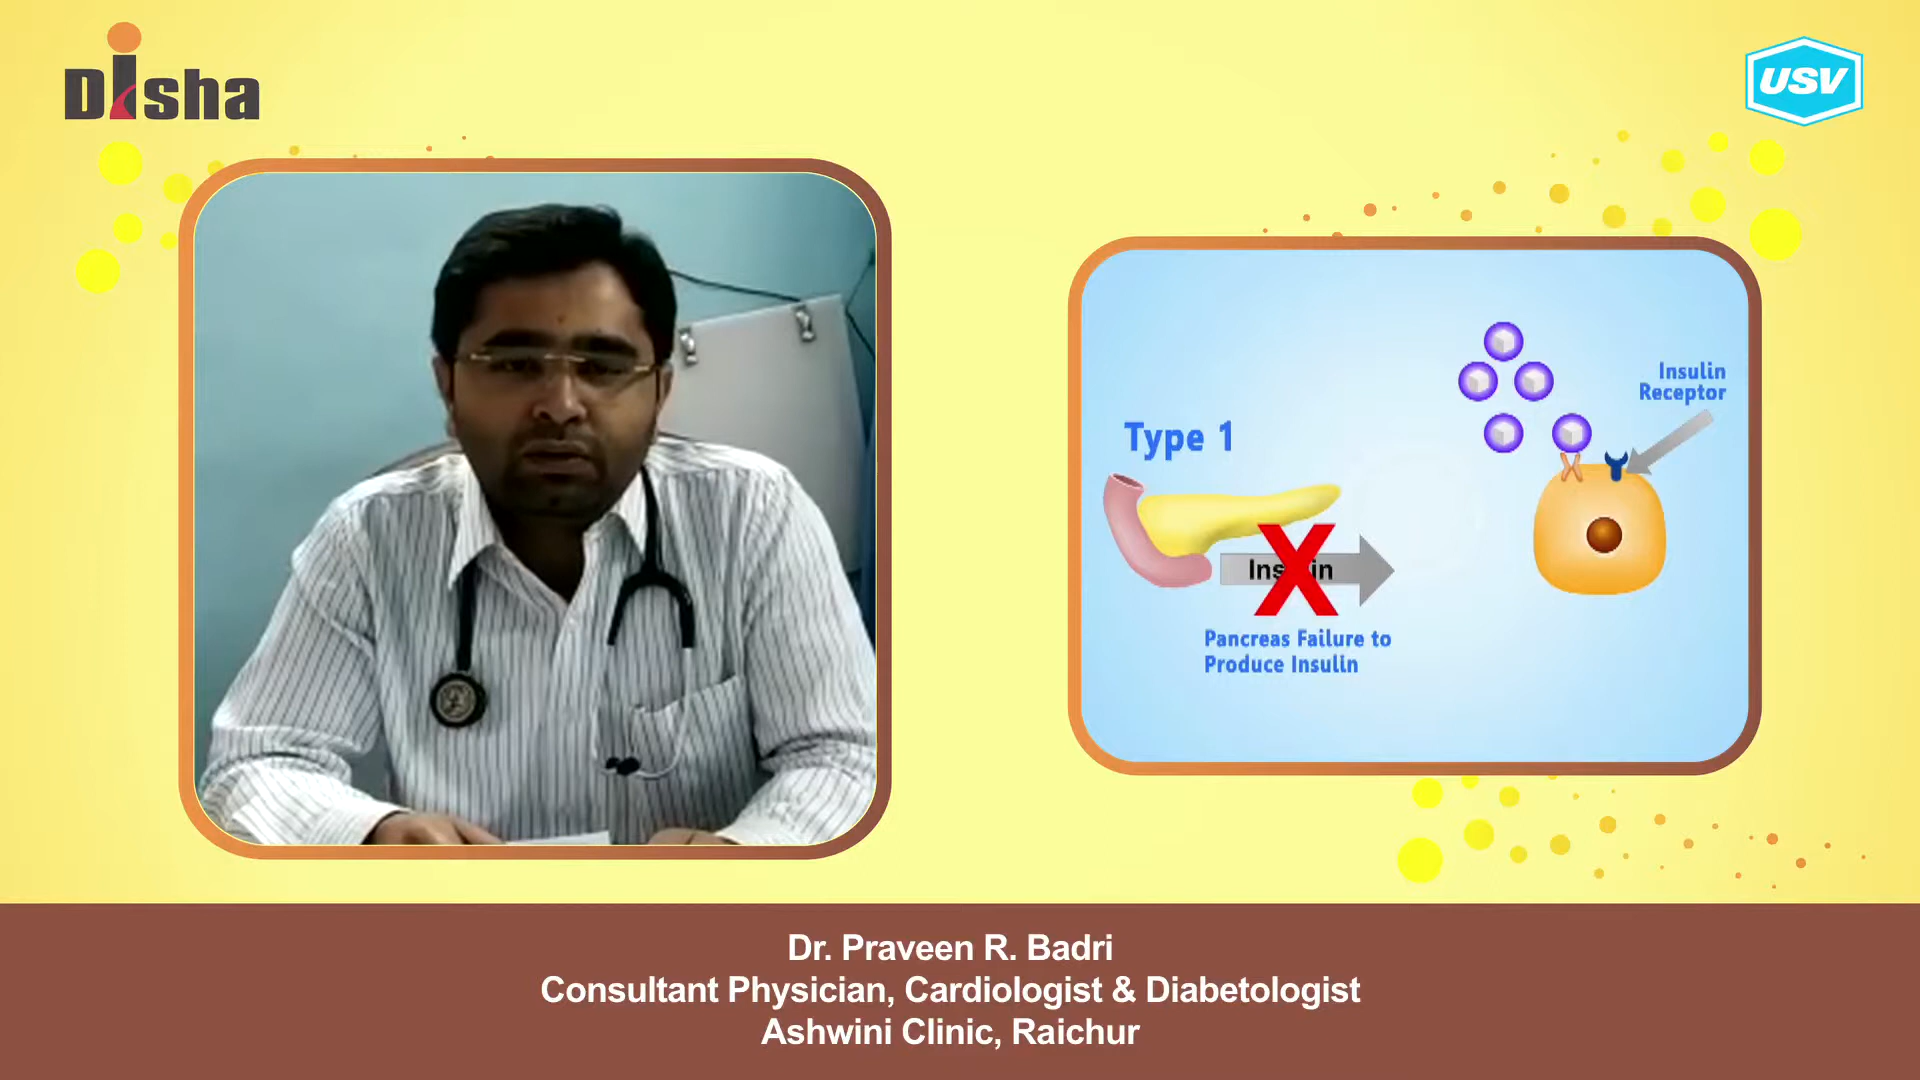 Disha
USV
Insulin
Receptor
Type 1
Insulin
X
Pancreas Failure to
Produce Insulin
Dr. Praveen R. Badri
Consultant Physician, Cardiologist & Diabetologist
Ashwini Clinic, Raichur